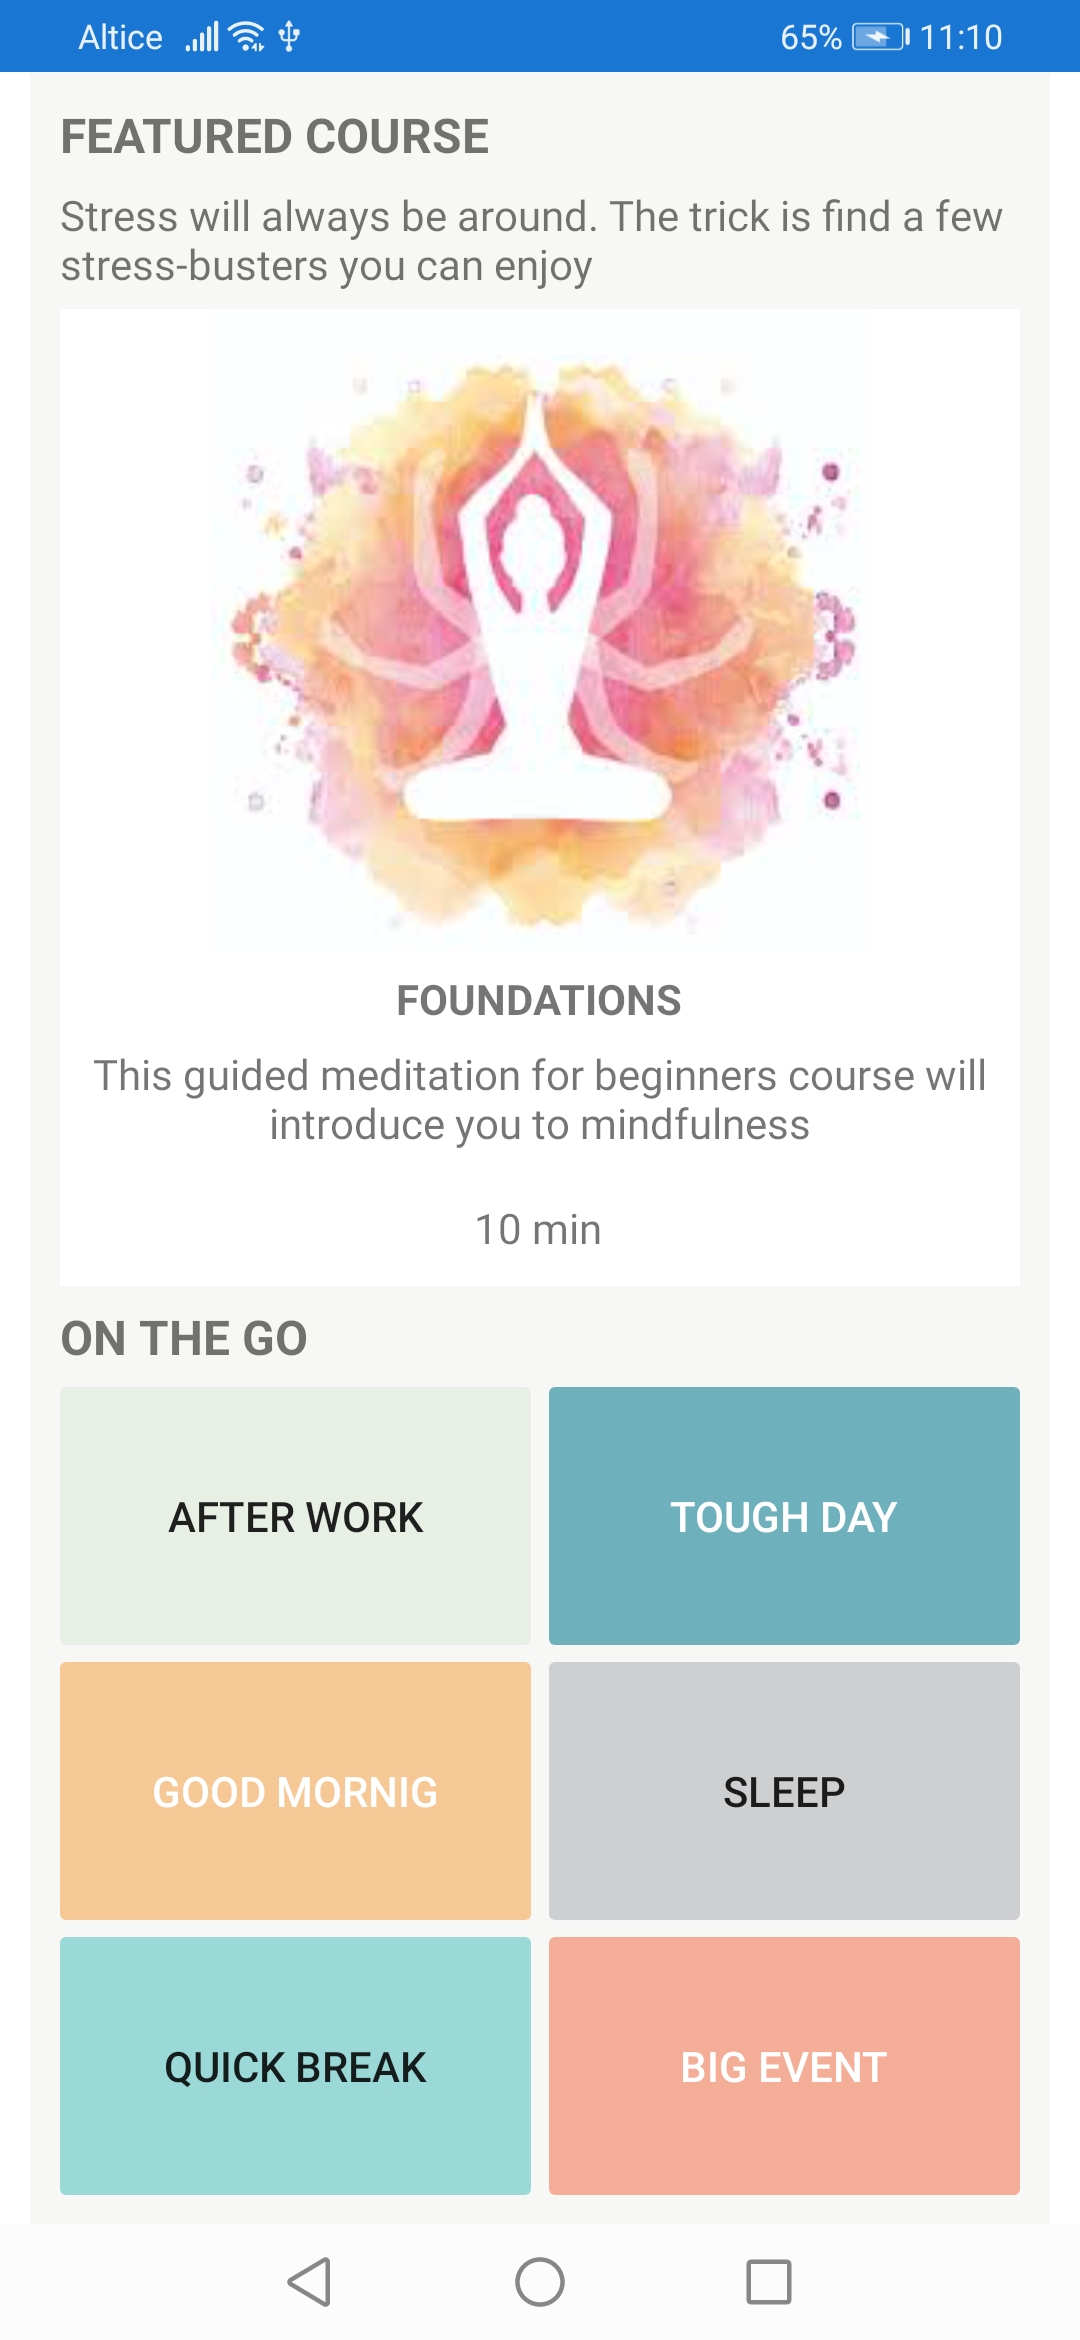 Altice 65% 11:10
FEATURED COURSE
Stress will always be around. The trick is find a few
stress-busters you can enjoy
FOUNDATIONS
This guided meditation for beginners course will
introduce you to mindfulness
10 min
ON THE GO
AFTER WORK
TOUGH DAY
GOOD MORNIG
SLEEP
QUICK BREAK
BIG EVENT